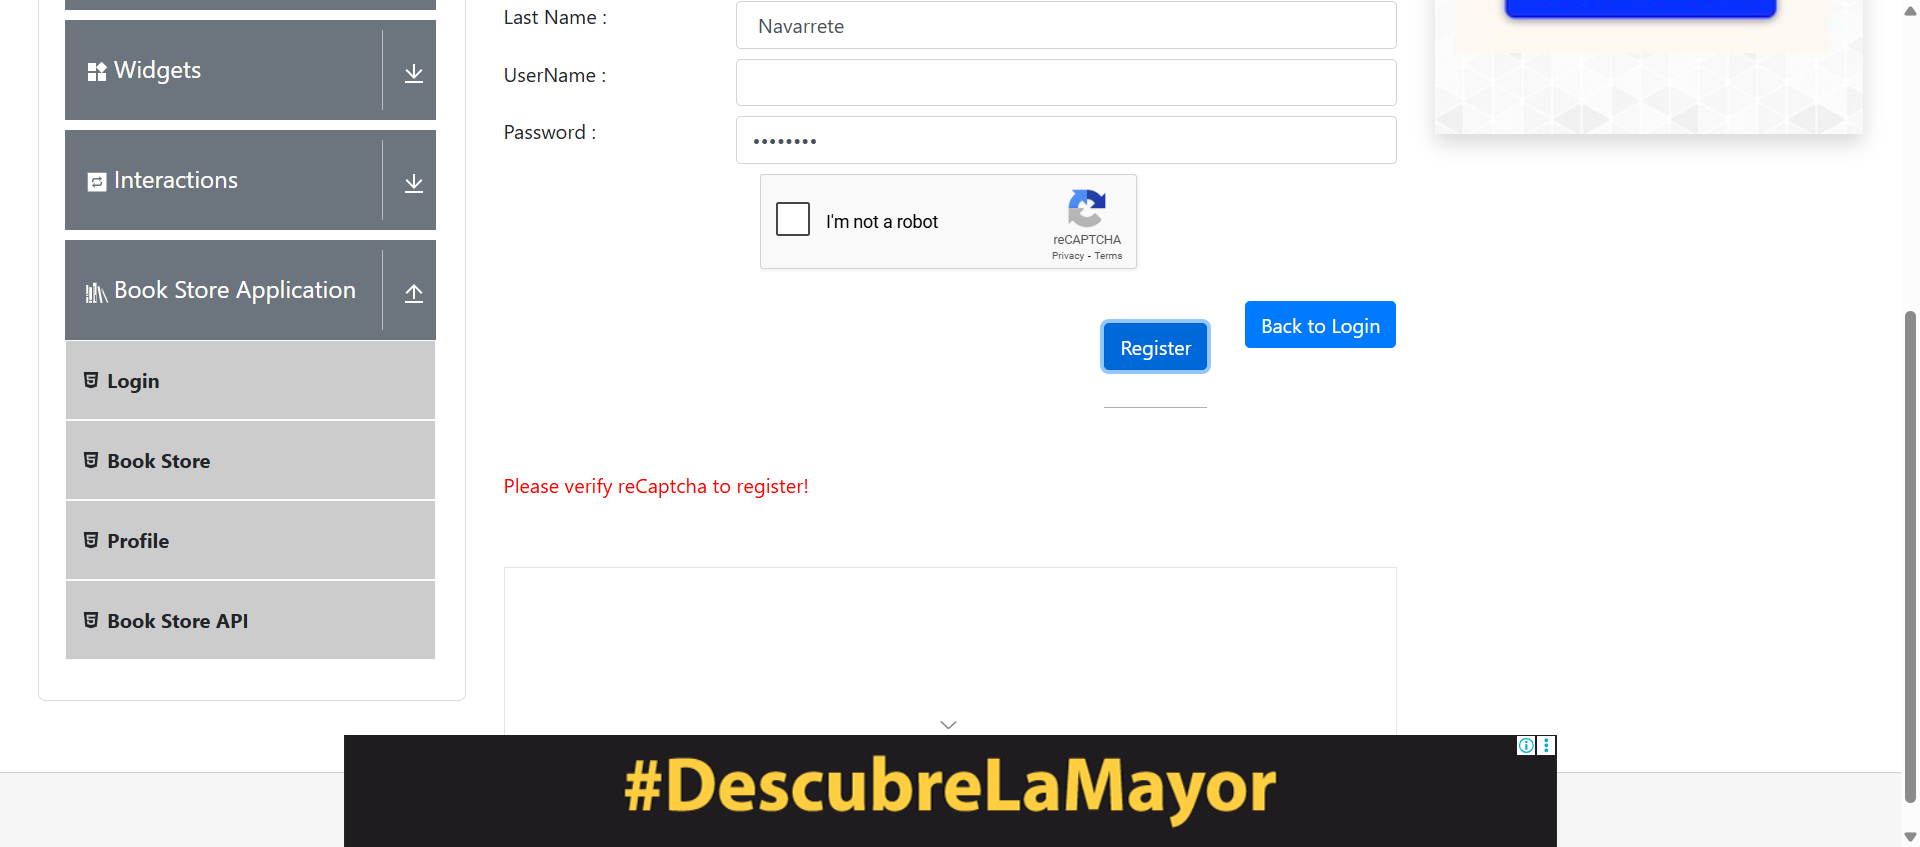 Last Name :
Navarrete
UserName :
Password :
••••••••
I'm not a robot
reCAPTCHA
Privacy - Terms
Register
Back to Login
Please verify reCaptcha to register!
Widgets
Interactions
Book Store Application
Login
Book Store
Profile
Book Store API
#DescubreLaMayor